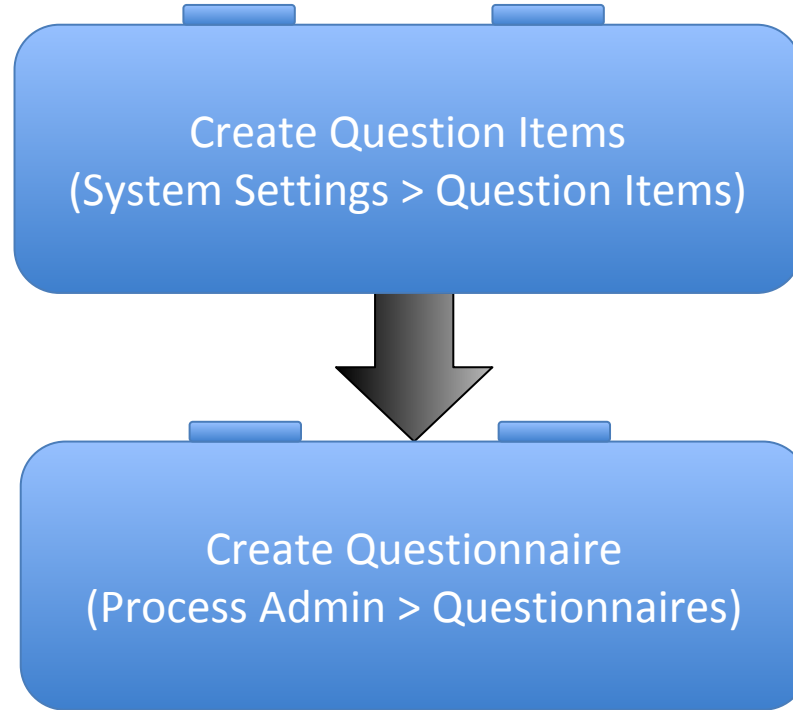 Create Question Items
(System Settings > Question Items)
Create Questionnaire
(Process Admin > Questionnaires)